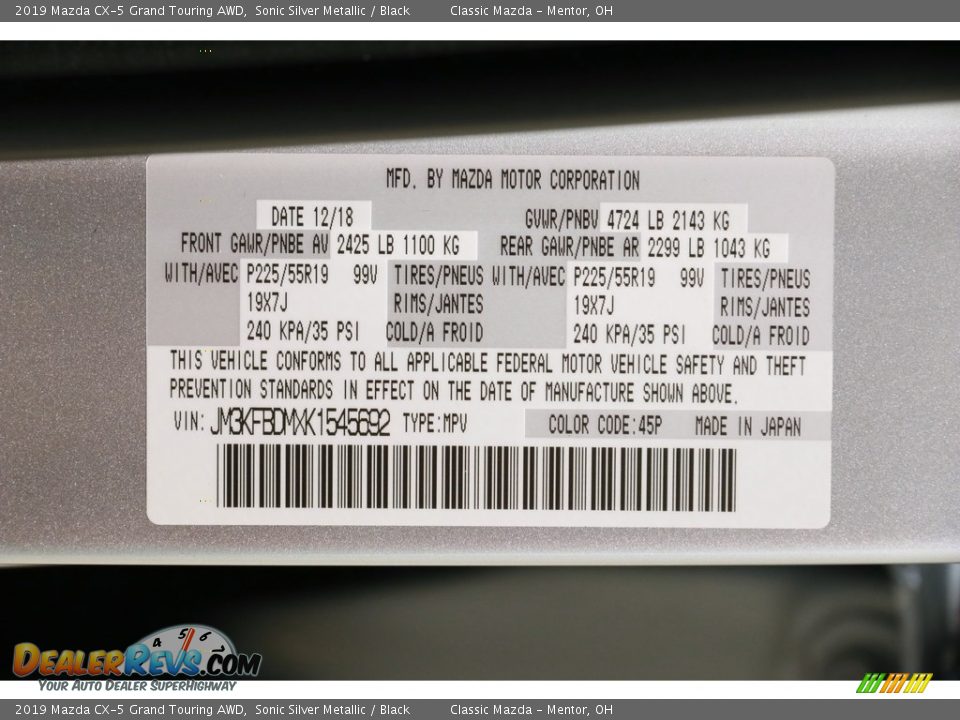 2019 Mazda CX-5 Grand Touring AWD, Sonic Silver Metallic / Black Classic Mazda - Mentor, OH
MFD. BY MAZDA MOTOR CORPORATION
DATE 12/18 GVWR/PNBV 4724 LB 2143 KG
FRONT GAWR/PNBE AV 2425 LB 1100 KG REAR GAWR/PNBE AR 2299 LB 1043 KG
WITH/AVEC P225/55R19 99V TIRES/PNEUS WITH/AVEC P225/55R19 99V TIRES/PNEUS
19X7J RIMS/JANTES 19X7J RIMS/JANTES
240 KPA/35 PSI COLD/A FROID 240 KPA/35 PSI COLD/A FROID
THIS VEHICLE CONFORMS TO ALL APPLICABLE FEDERAL MOTOR VEHICLE SAFETY AND THEFT
PREVENTION STANDARDS IN EFFECT ON THE DATE OF MANUFACTURE SHOWN ABOVE.
VIN: JM3KFBDMXK1545692 TYPE:MPV COLOR CODE:45P MADE IN JAPAN
4 5 6
DEALERREVS.COM
YOUR AUTO DEALER SUPERHIGHWAY
2019 Mazda CX-5 Grand Touring AWD, Sonic Silver Metallic / Black Classic Mazda - Mentor, OH